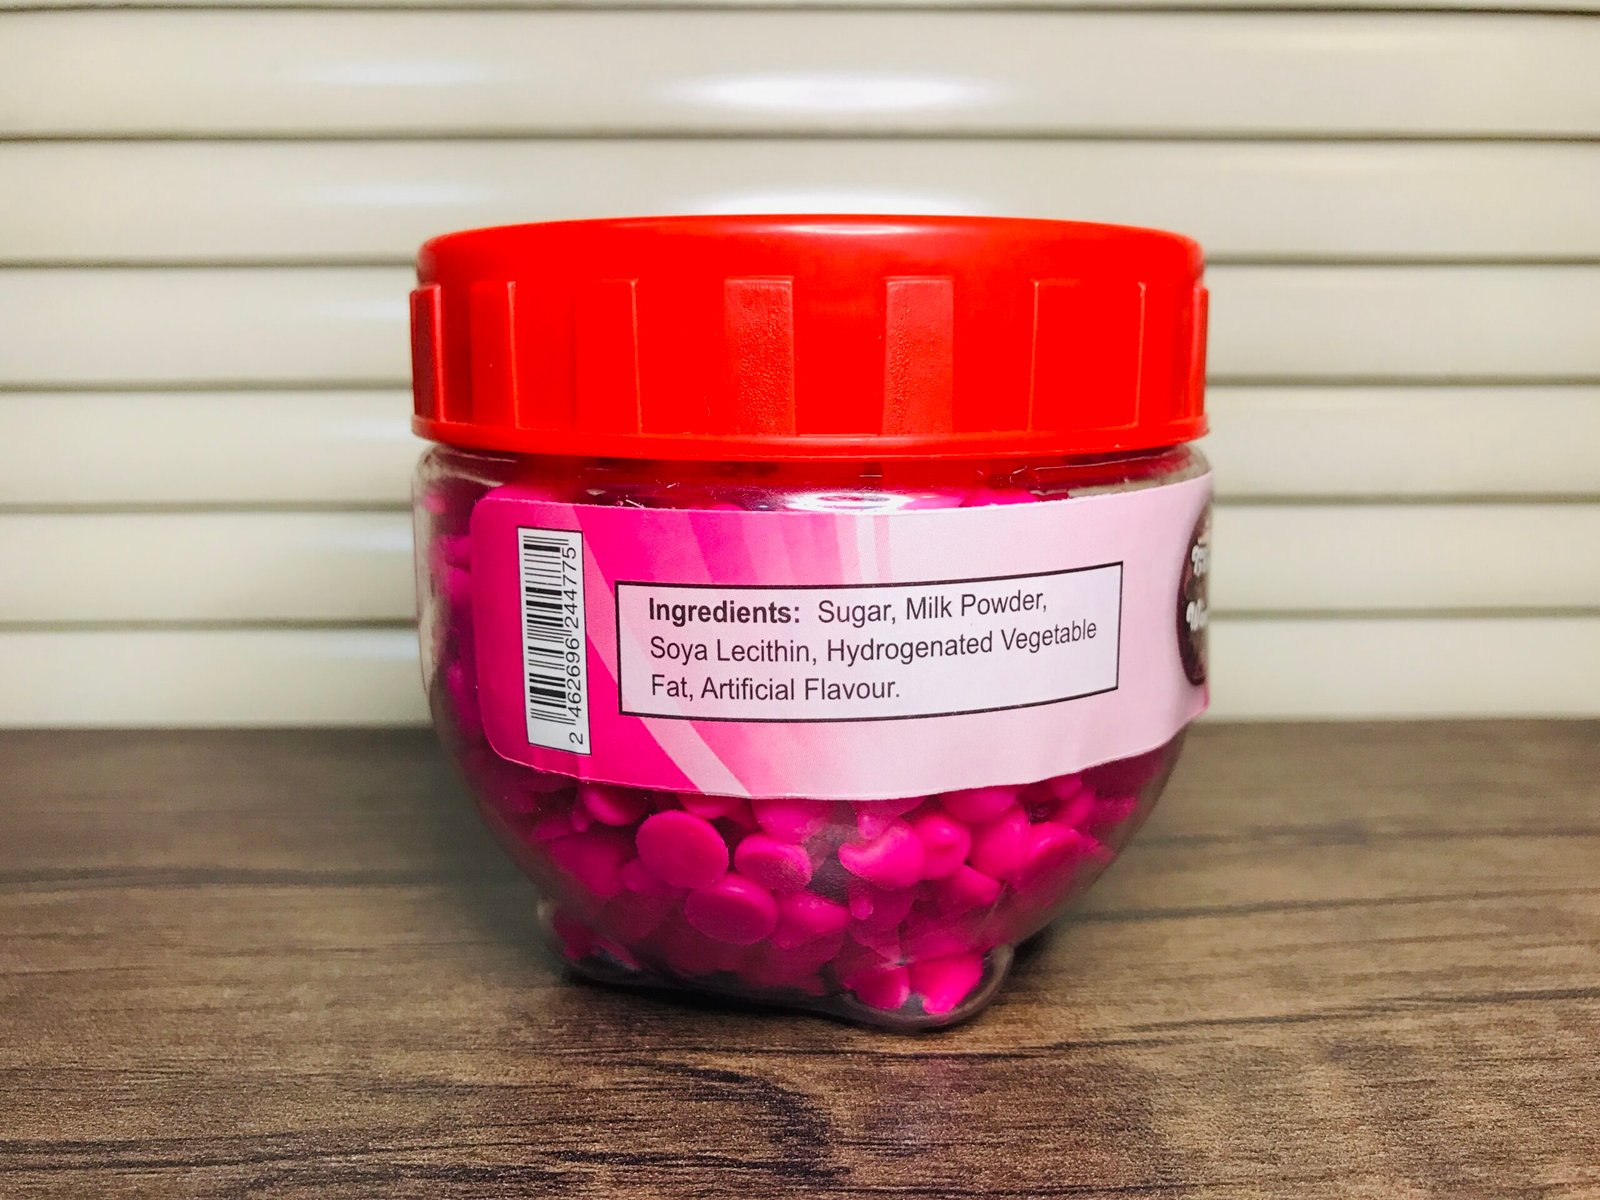 Ingredients: Sugar, Milk Powder,
Soya Lecithin, Hydrogenated Vegetable
Fat, Artificial Flavour.
2 462696 244775